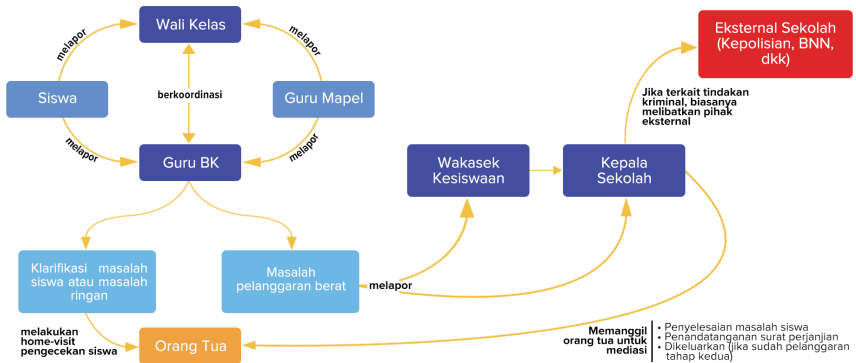 Wali Kelas
melapor
melapor
Siswa
berkoordinasi
Guru Mapel
melapor
melapor
Guru BK
Eksternal Sekolah
(Kepolisian, BNN,
dkk)
Jika terkait tindakan
kriminal, biasanya
melibatkan pihak
eksternal
Wakasek
Kesiswaan
Kepala
Sekolah
Klarifikasi masalah
siswa atau masalah
ringan
Masalah
pelanggaran berat
melapor
melakukan
home-visit
pengecekan siswa
Orang Tua
Memanggil
orang tua untuk
mediasi
• Penyelesaian masalah siswa
• Penandatanganan surat perjanjian
• Dikeluarkan (jika sudah pelanggaran
tahap kedua)